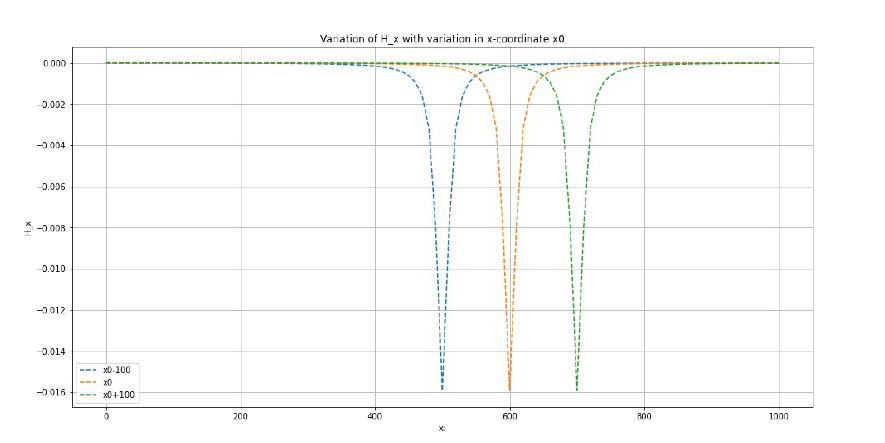 Variation of H_x with variation in x-coordinate x0
0.000
−0.002
−0.004
−0.006
−0.008
−0.010
−0.012
−0.014
−0.016
H_x
x0-100
x0
x0+100
0
200
400
600
800
1000
xi